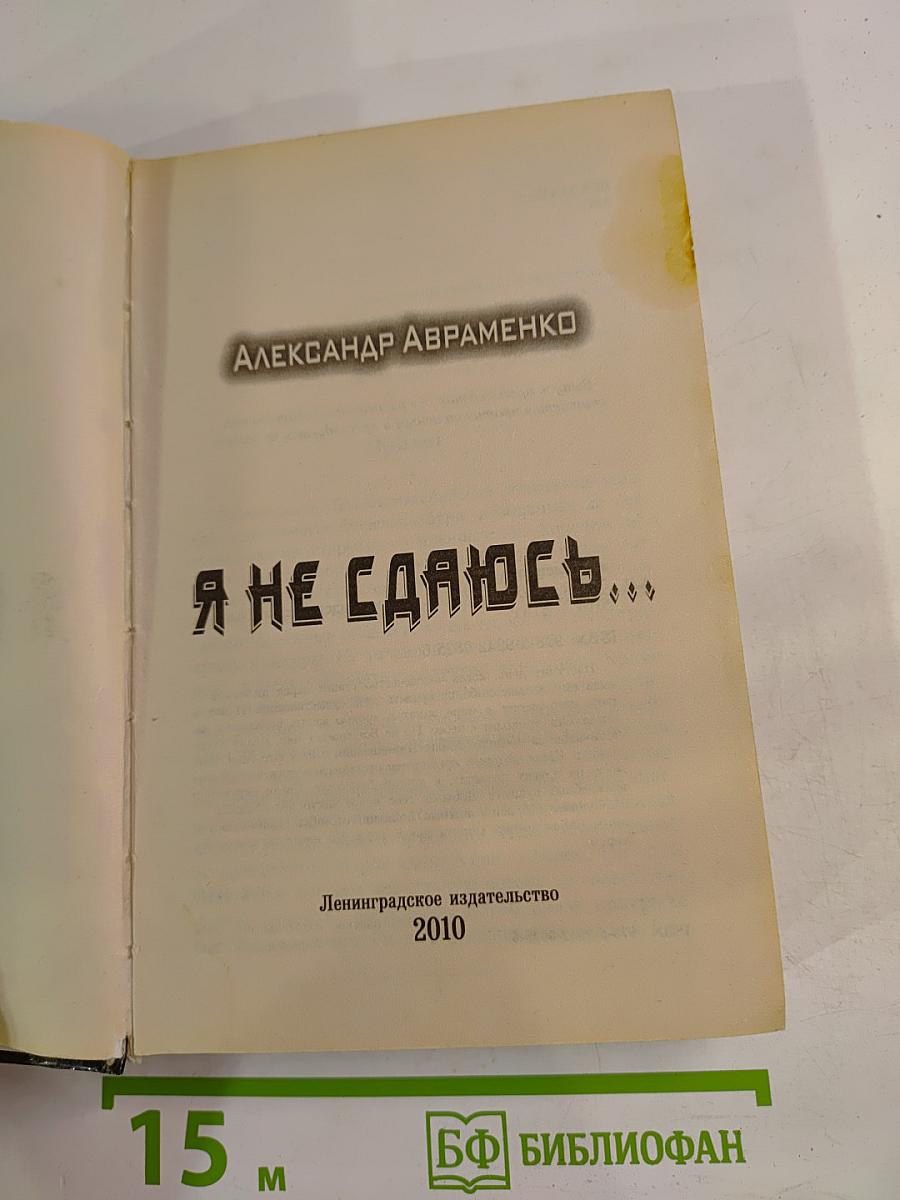 Александр Авраменко
Я НЕ СДАЮСЬ...
Ленинградское издательство
2010
15 м
БФ БИБЛИОФАН